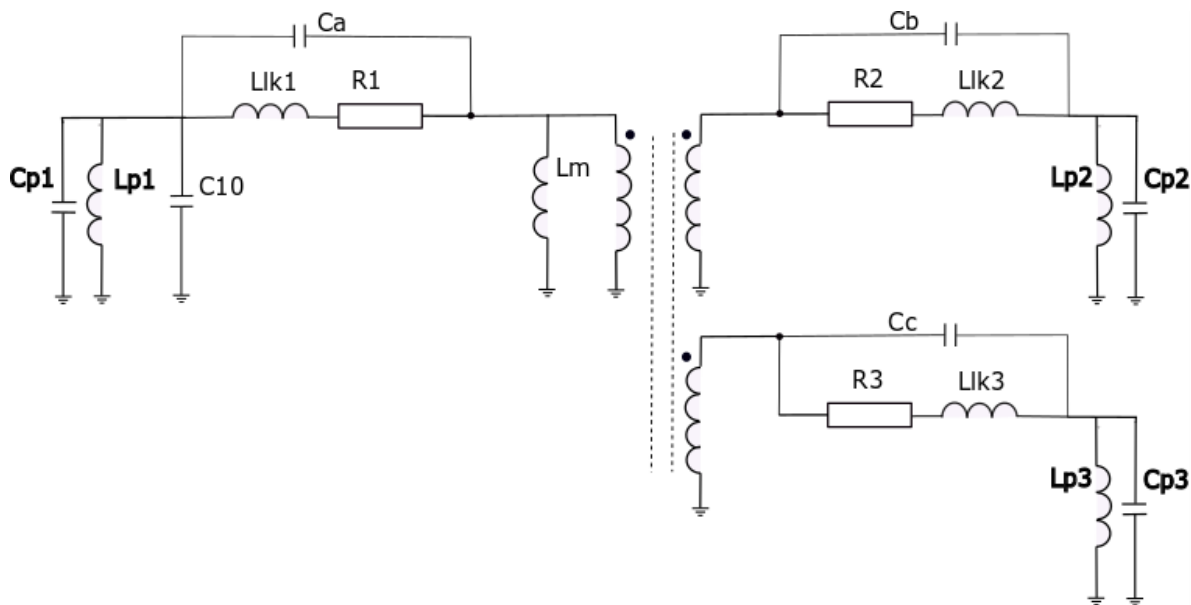 Ca
Cb
Llk1
R1
R2
Llk2
Cp1
Lp1
C10
Lm
Lp2
Cp2
Cc
R3
Llk3
Lp3
Cp3